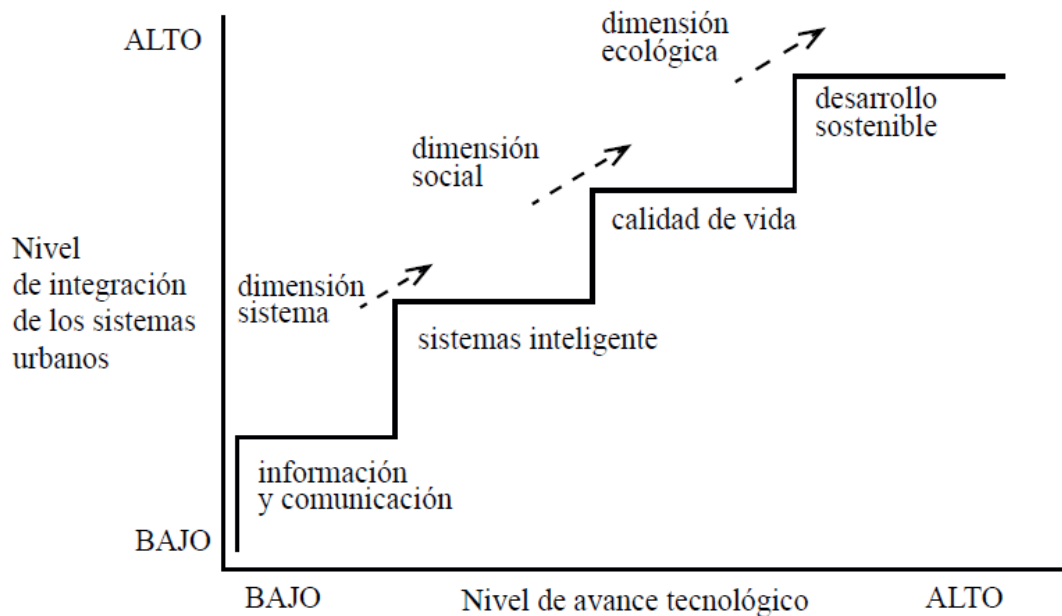 ALTO
dimensión
ecológica
desarrollo
sostenible
dimensión
social
calidad de vida
Nivel
de integración
de los sistemas
urbanos
dimensión
sistema
sistemas inteligente
información
y comunicación
BAJO
BAJO
Nivel de avance tecnológico
ALTO